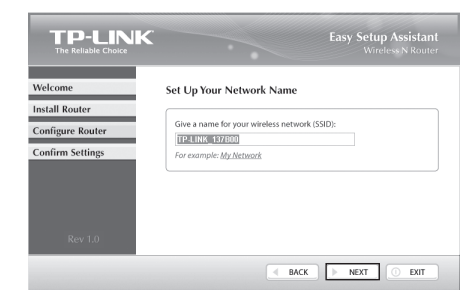 TP-LINK
The Reliable Choice
Easy Setup Assistant
Wireless N Router
Welcome
Install Router
Configure Router
Confirm Settings
Rev 1.0
Set Up Your Network Name
Give a name for your wireless network (SSID):
TP-LINK_137B00
For example: My Network
BACK
NEXT
EXIT